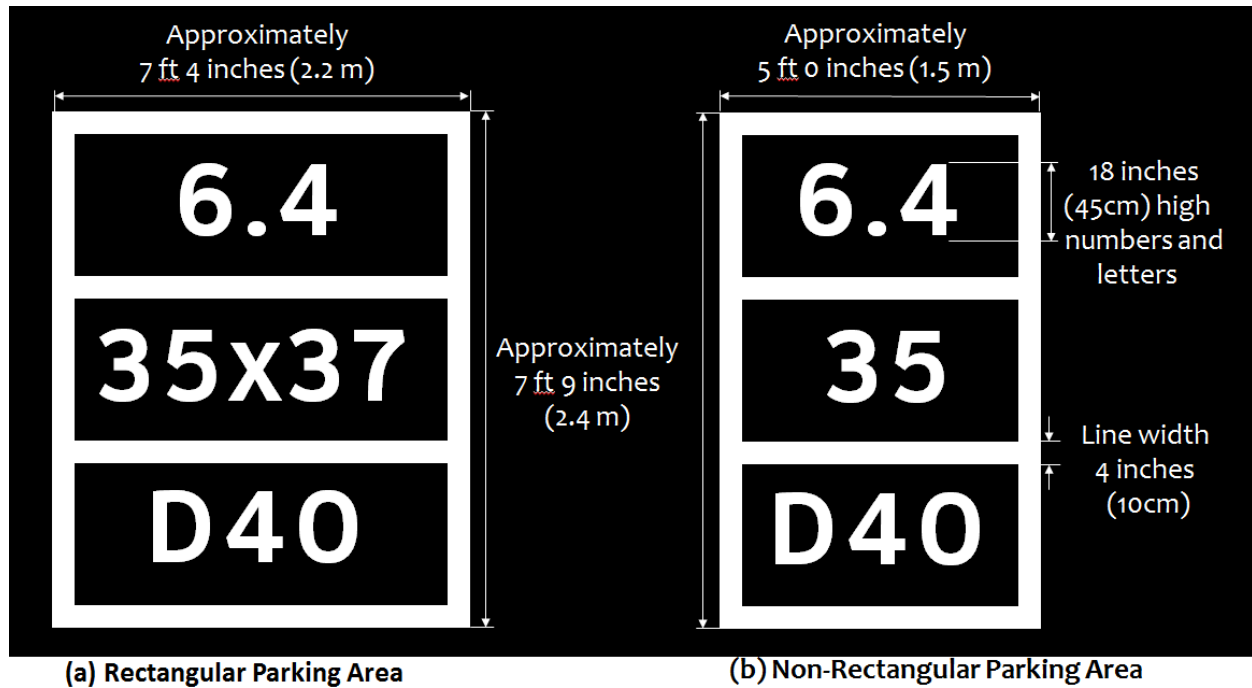 Approximately
7 ft 4 inches (2.2 m)
6.4
35x37
D40
Approximately
7 ft 9 inches
(2.4 m)
(a) Rectangular Parking Area
Approximately
5 ft 0 inches (1.5 m)
6.4
35
D40
18 inches
(45cm) high
numbers and
letters
Line width
4 inches
(10cm)
(b) Non-Rectangular Parking Area